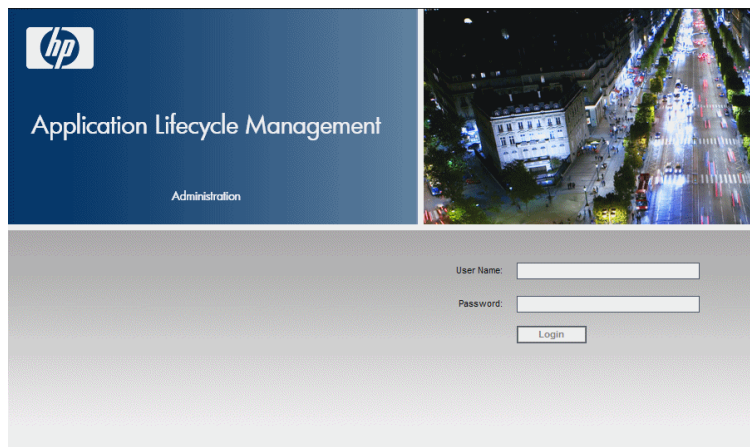 hp
Application Lifecycle Management
Administration
User Name:
Password:
Login